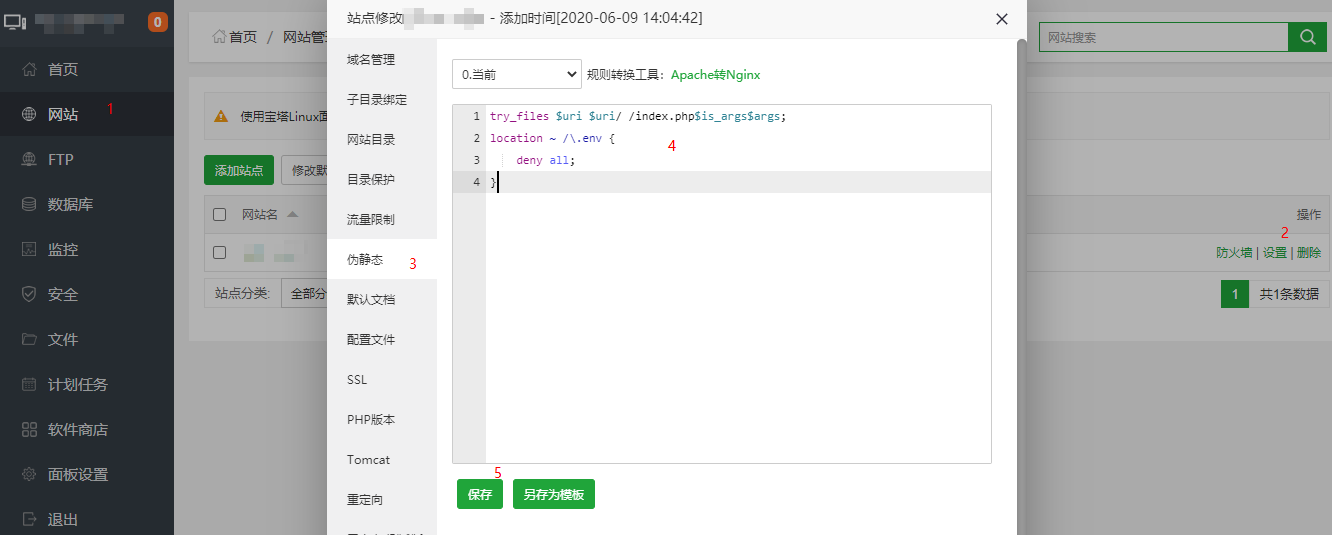 0
首页
网站
1
FTP
数据库
监控
安全
文件
计划任务
软件商店
面板设置
退出
首页 / 网站管
使用宝塔Linux面
添加站点
修改默
网站名
站点分类:
全部分
站点修改
- 添加时间[2020-06-09 14:04:42]
域名管理
子目录绑定
网站目录
目录保护
流量限制
伪静态
3
默认文档
配置文件
SSL
PHP版本
Tomcat
重定向
0.当前
规则转换工具：Apache转Nginx
1 try_files $uri $uri/ /index.php$is_args$args;
2 location ~ /\.env {
4
3 deny all;
4 }
5
保存
另存为模板
网站搜索
操作
2
防火墙 | 设置 | 删除
1
共1条数据